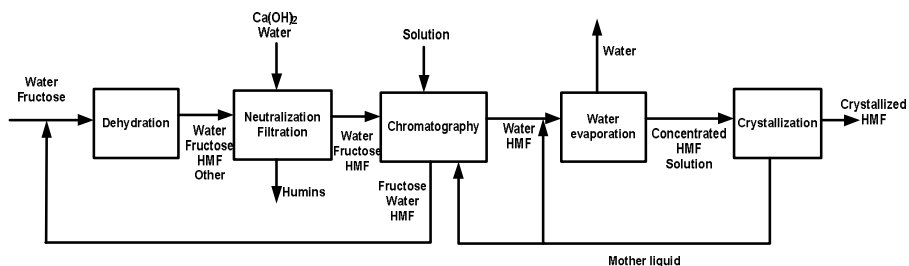 Water
Fructose
Dehydration
Water
Fructose
HMF
Other
Ca(OH)2
Water
Neutralization
Filtration
Humins
Water
Fructose
HMF
Solution
Chromatography
Fructose
Water
HMF
Water
HMF
Water
Water
evaporation
Concentrated
HMF
Solution
Crystallization
Crystallized
HMF
Mother liquid